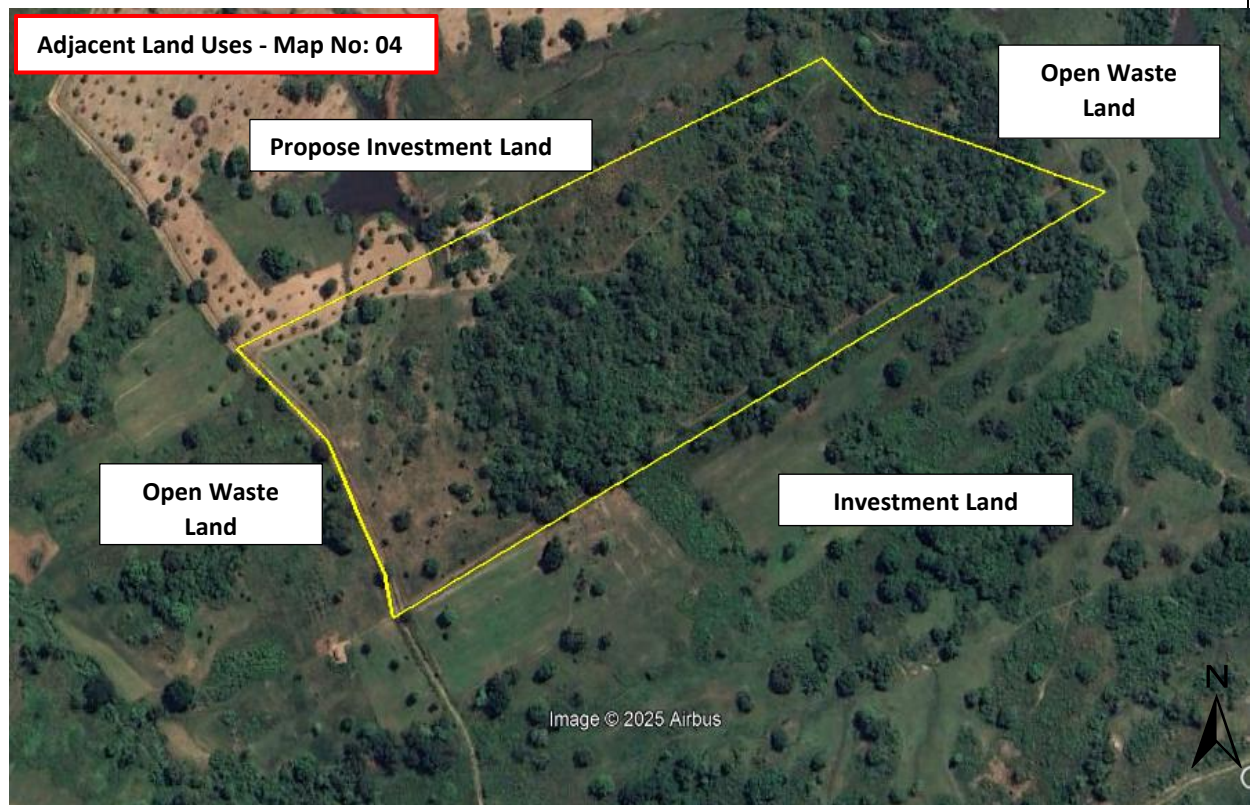 Adjacent Land Uses - Map No: 04
Open Waste
Land
Propose Investment Land
Open Waste
Land
Investment Land
N
Image © 2025 Airbus